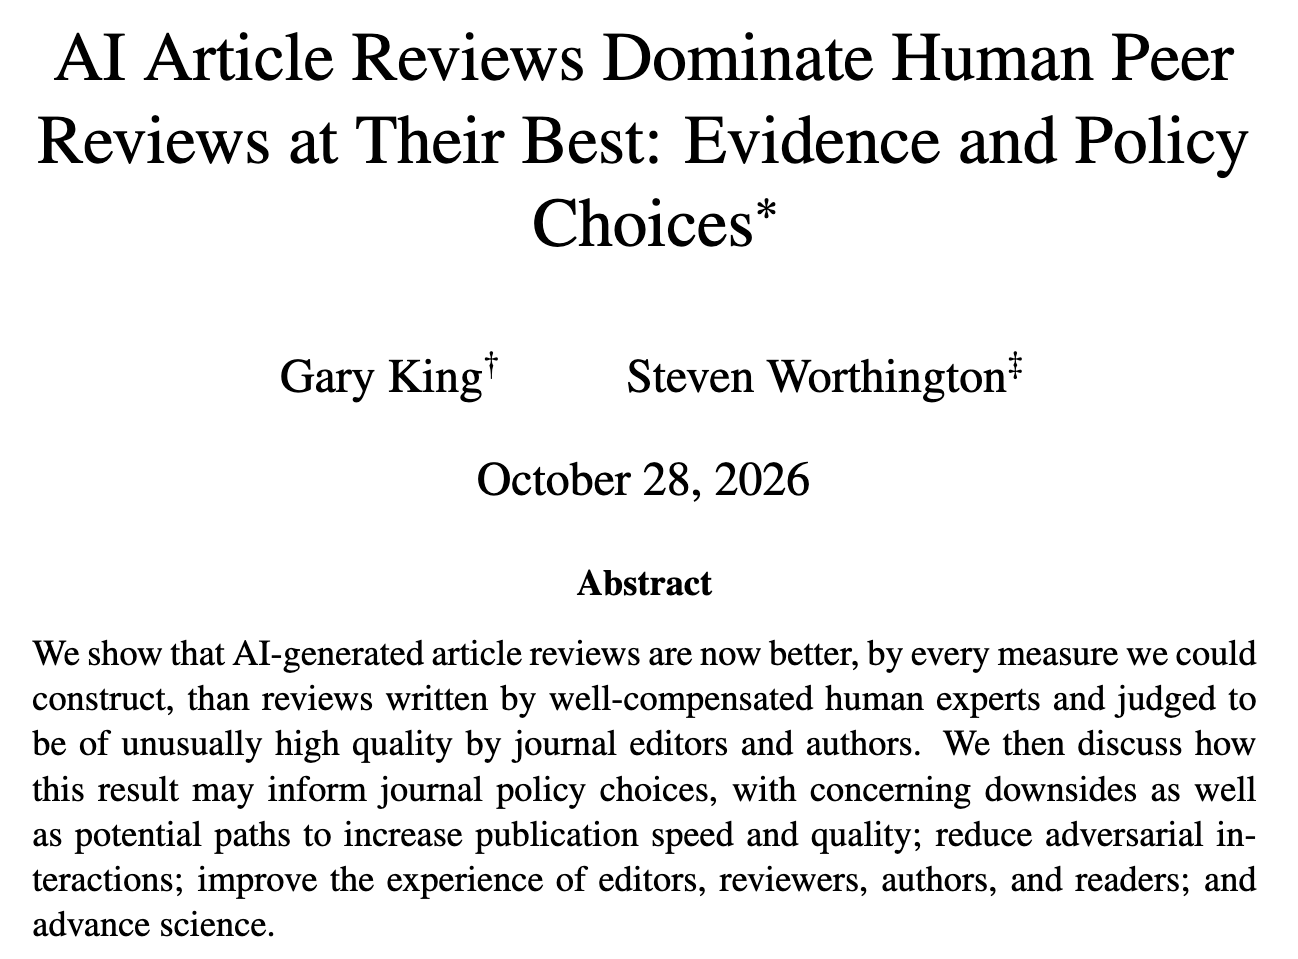 AI Article Reviews Dominate Human Peer
Reviews at Their Best: Evidence and Policy
Choices*
Gary King† Steven Worthington‡
October 28, 2026
Abstract
We show that AI-generated article reviews are now better, by every measure we could
construct, than reviews written by well-compensated human experts and judged to
be of unusually high quality by journal editors and authors. We then discuss how
this result may inform journal policy choices, with concerning downsides as well
as potential paths to increase publication speed and quality; reduce adversarial in-
teractions; improve the experience of editors, reviewers, authors, and readers; and
advance science.